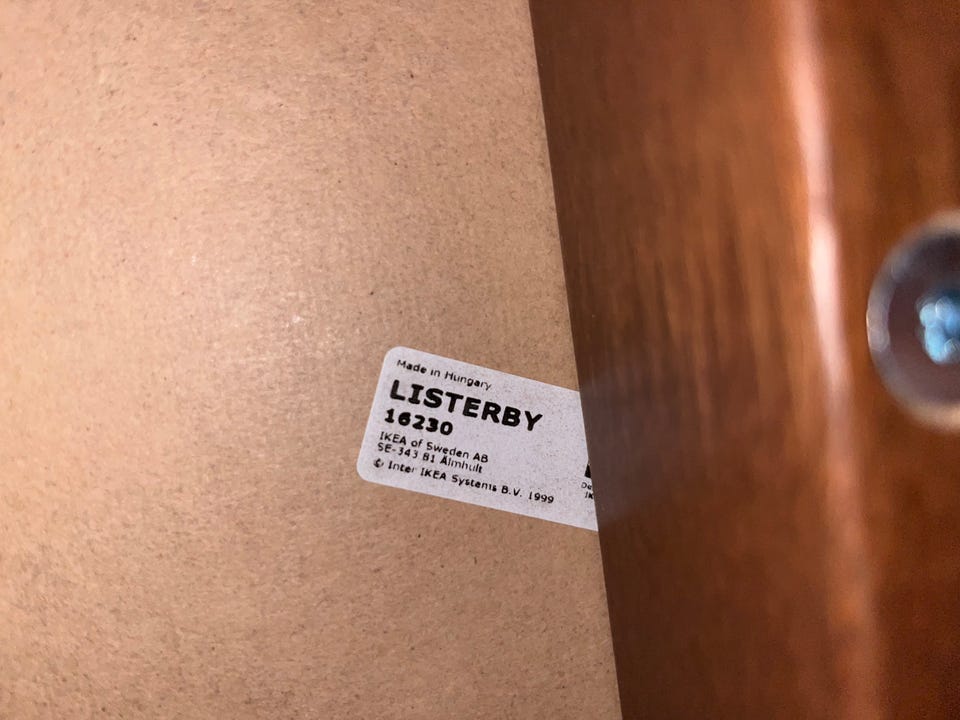 Made in Hungary
LISTERBY
16230
IKEA of Sweden AB
SE-343 81 Älmhult
© Inter IKEA Systems B.V. 1999